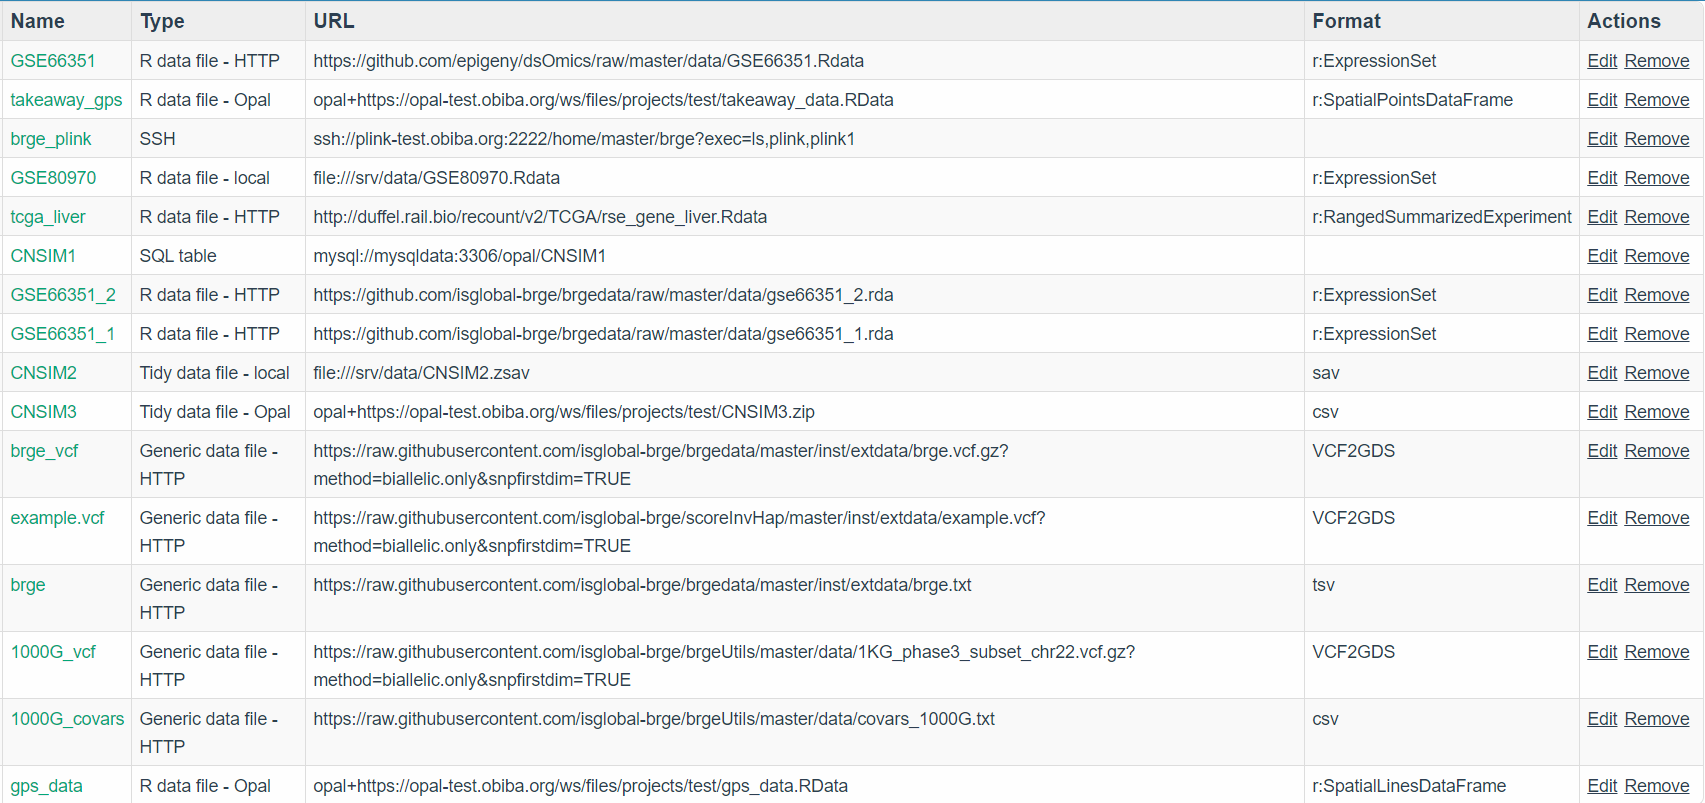 Name Type URL Format Actions
GSE66351 R data file - HTTP https://github.com/epigeny/dsOmics/raw/master/data/GSE66351.Rdata r:ExpressionSet Edit Remove
takeaway_gps R data file - Opal opal+https://opal-test.obiba.org/ws/files/projects/test/takeaway_data.RData r:SpatialPointsDataFrame Edit Remove
brge_plink SSH ssh://plink-test.obiba.org:2222/home/master/brge?exec=ls,plink,plink1 Edit Remove
GSE80970 R data file - local file:///srv/data/GSE80970.Rdata r:ExpressionSet Edit Remove
tcga_liver R data file - HTTP http://duffel.rail.bio/recount/v2/TCGA/rse_gene_liver.Rdata r:RangedSummarizedExperiment Edit Remove
CNSIM1 SQL table mysql://mysqldata:3306/opal/CNSIM1 Edit Remove
GSE66351_2 R data file - HTTP https://github.com/isglobal-brge/brgedata/raw/master/data/gse66351_2.rda r:ExpressionSet Edit Remove
GSE66351_1 R data file - HTTP https://github.com/isglobal-brge/brgedata/raw/master/data/gse66351_1.rda r:ExpressionSet Edit Remove
CNSIM2 Tidy data file - local file:///srv/data/CNSIM2.zsav sav Edit Remove
CNSIM3 Tidy data file - Opal opal+https://opal-test.obiba.org/ws/files/projects/test/CNSIM3.zip csv Edit Remove
brge_vcf Generic data file - https://raw.githubusercontent.com/isglobal-brge/brgedata/master/inst/extdata/brge.vcf.gz? VCF2GDS Edit Remove
HTTP method=biallelic.only&snpfirstdim=TRUE
example.vcf Generic data file - https://raw.githubusercontent.com/isglobal-brge/scoreInvHap/master/inst/extdata/example.vcf? VCF2GDS Edit Remove
HTTP method=biallelic.only&snpfirstdim=TRUE
brge Generic data file - https://raw.githubusercontent.com/isglobal-brge/brgedata/master/inst/extdata/brge.txt tsv Edit Remove
HTTP
1000G_vcf Generic data file - https://raw.githubusercontent.com/isglobal-brge/brgeUtils/master/data/1KG_phase3_subset_chr22.vcf.gz? VCF2GDS Edit Remove
HTTP method=biallelic.only&snpfirstdim=TRUE
1000G_covars Generic data file - https://raw.githubusercontent.com/isglobal-brge/brgeUtils/master/data/covars_1000G.txt csv Edit Remove
HTTP
gps_data R data file - Opal opal+https://opal-test.obiba.org/ws/files/projects/test/gps_data.RData r:SpatialLinesDataFrame Edit Remove